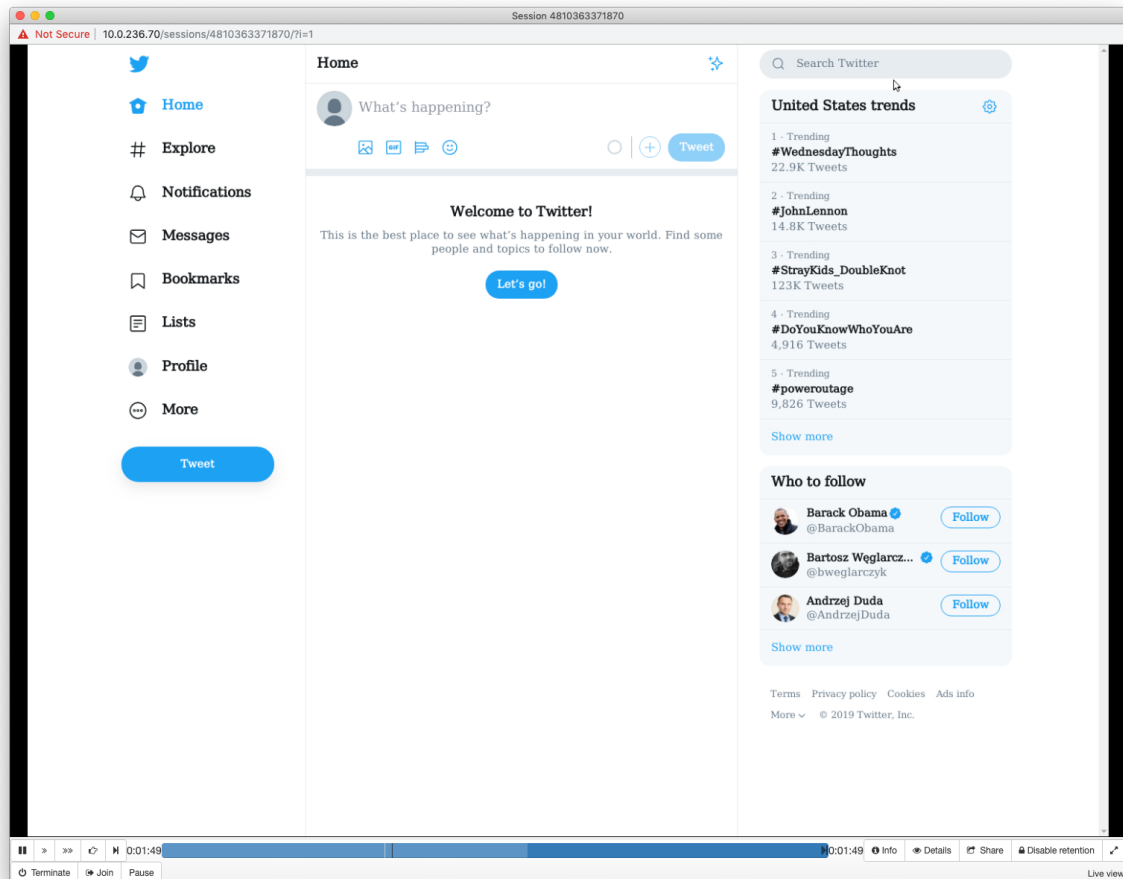 Session 4810363371870
Not Secure | 10.0.236.70/sessions/4810363371870/?i=1
Home
Explore
Notifications
Messages
Bookmarks
Lists
Profile
More
Tweet
Home
What's happening?
GIF
Tweet
Welcome to Twitter!
This is the best place to see what's happening in your world. Find some
people and topics to follow now.
Let's go!
Search Twitter
United States trends
1 · Trending
#WednesdayThoughts
22.9K Tweets
2 · Trending
#JohnLennon
14.8K Tweets
3 · Trending
#StrayKids_DoubleKnot
123K Tweets
4 · Trending
#DoYouKnowWhoYouAre
4,916 Tweets
5 · Trending
#poweroutage
9,826 Tweets
Show more
Who to follow
Barack Obama
@BarackObama
Follow
Bartosz Węglarcz...
@bweglarczyk
Follow
Andrzej Duda
@AndrzejDuda
Follow
Show more
Terms Privacy policy Cookies Ads info
More © 2019 Twitter, Inc.
0:01:49 0:01:49 Info Details Share Disable retention
Terminate Join Pause Live view